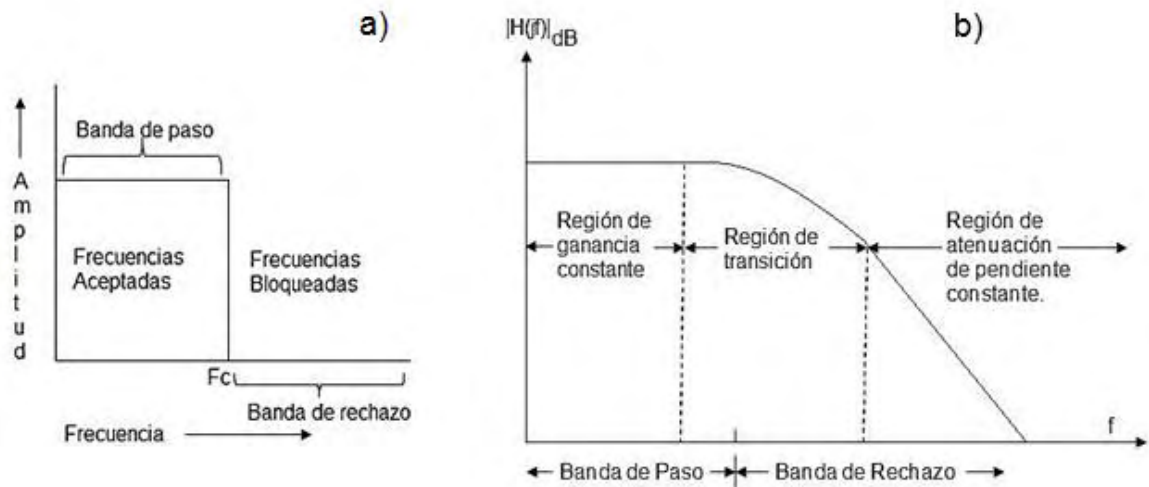 a)
Banda de paso
Amplitud
Frecuencias
Aceptadas
Frecuencias
Bloqueadas
Fc
Banda de rechazo
Frecuencia
|H(jf)|dB
b)
Región de
ganancia
constante
Región de
transición
Región de
atenuación
de pendiente
constante.
f
Banda de Paso
Banda de Rechazo